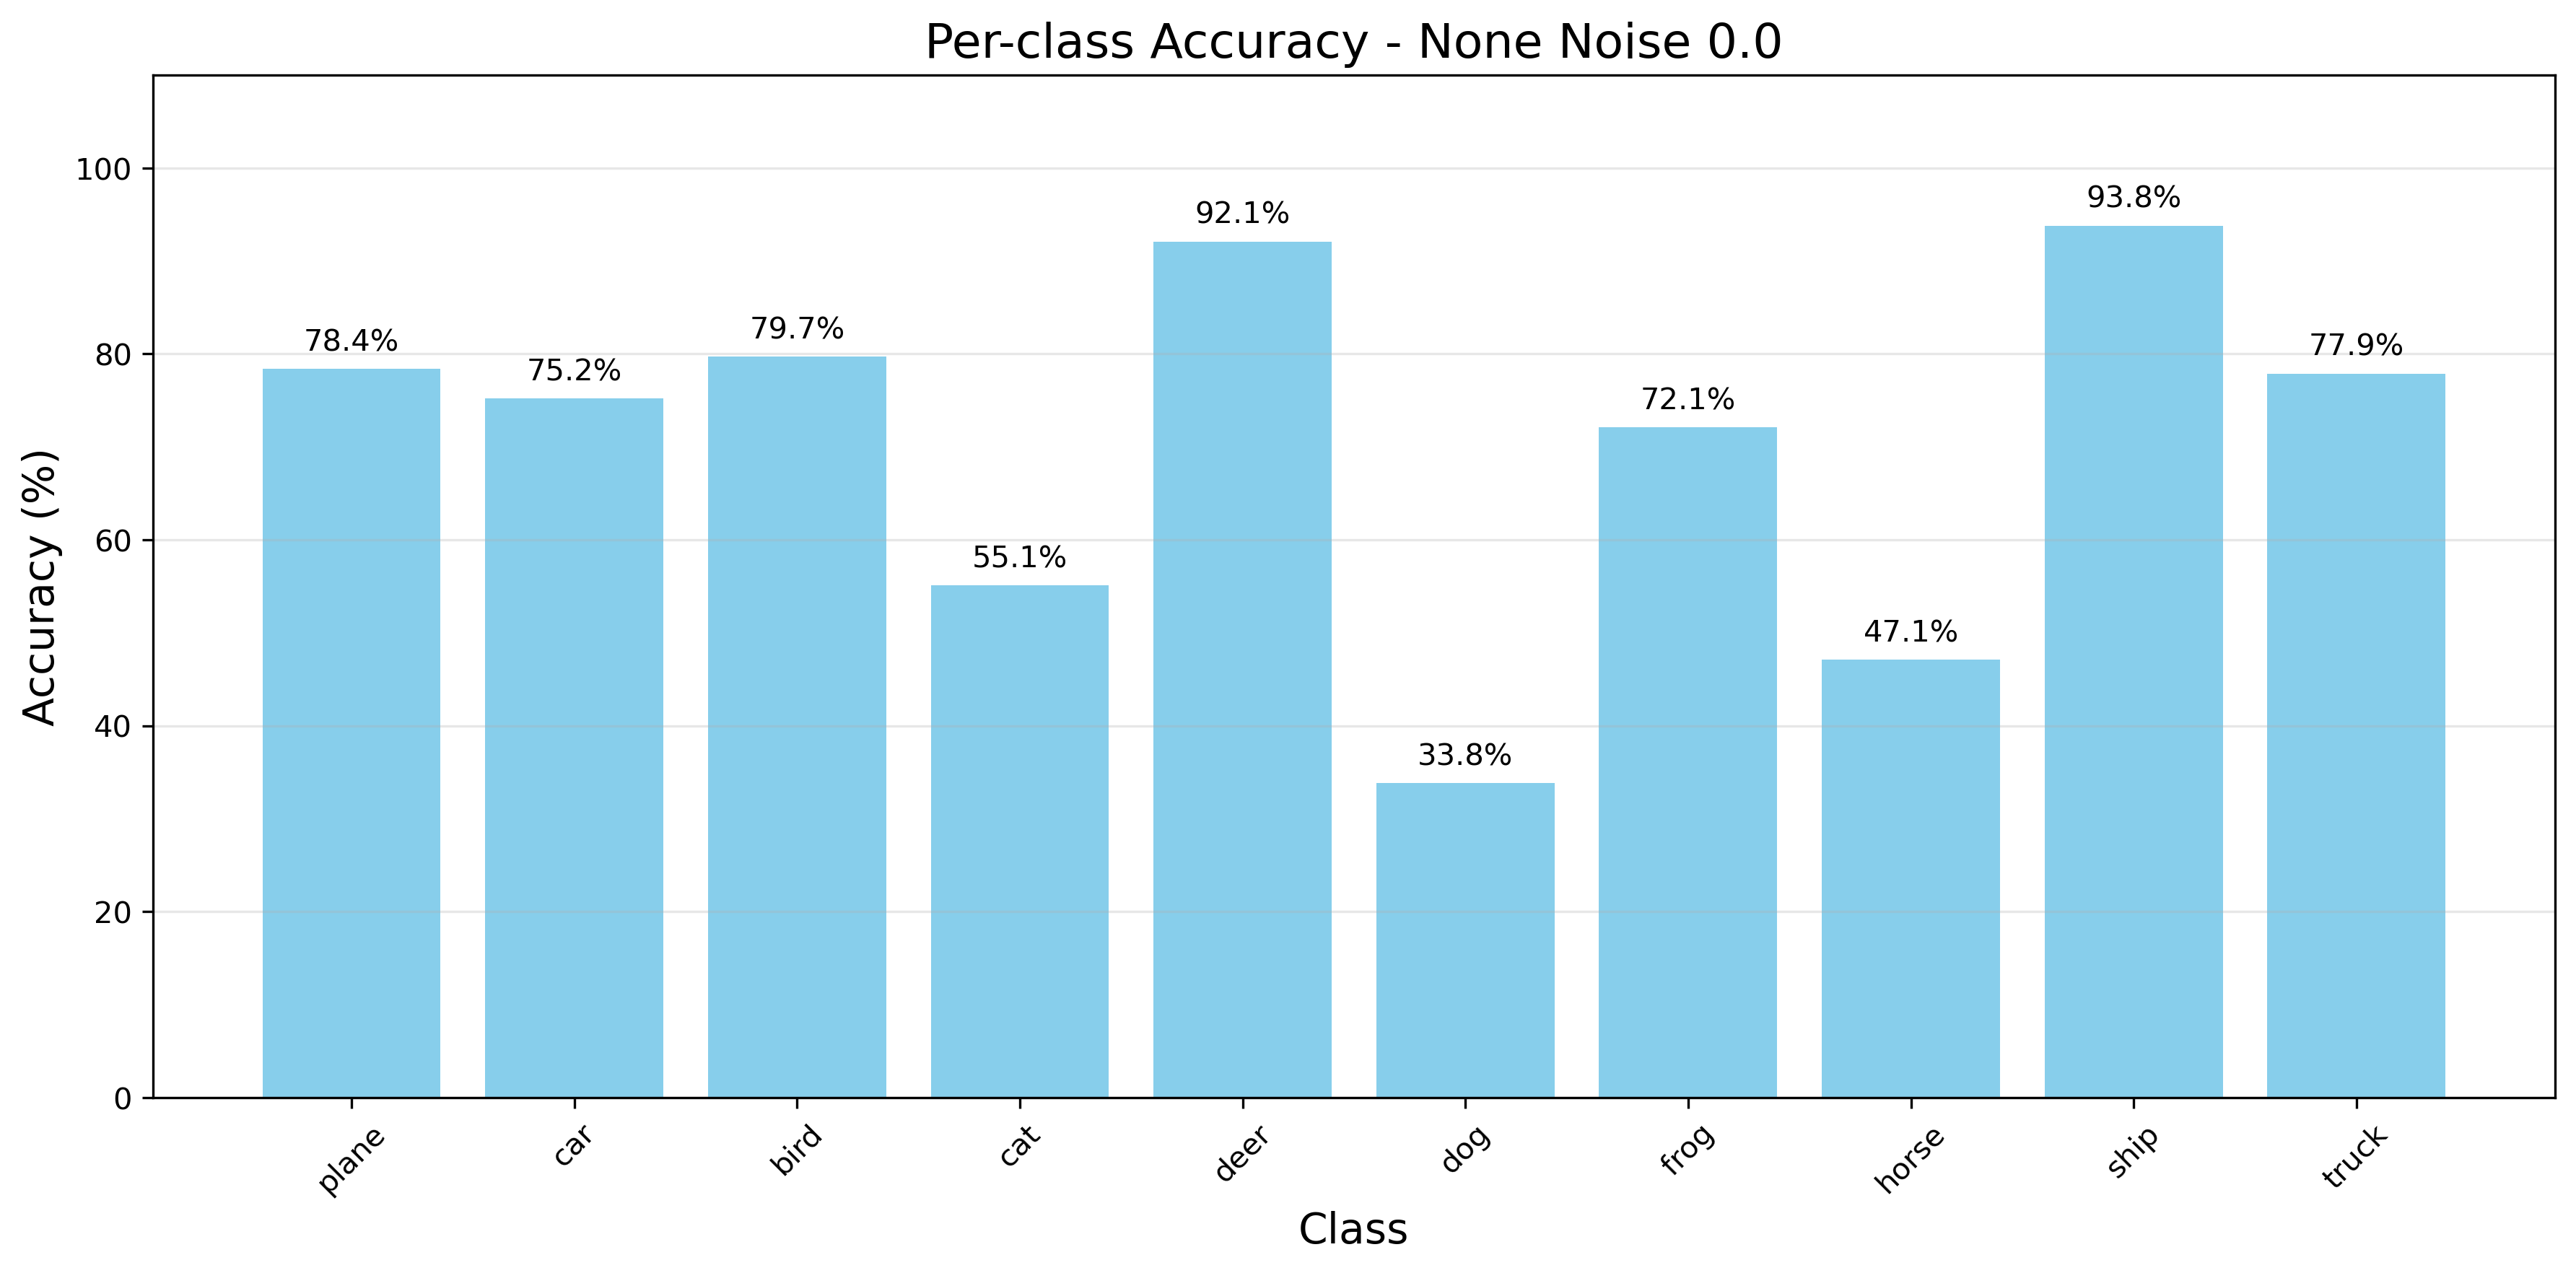 Per-class Accuracy - None Noise 0.0
Accuracy (%)
100
80
60
40
20
0
78.4%
75.2%
79.7%
55.1%
92.1%
33.8%
72.1%
47.1%
93.8%
77.9%
plane
car
bird
cat
deer
dog
frog
horse
ship
truck
Class